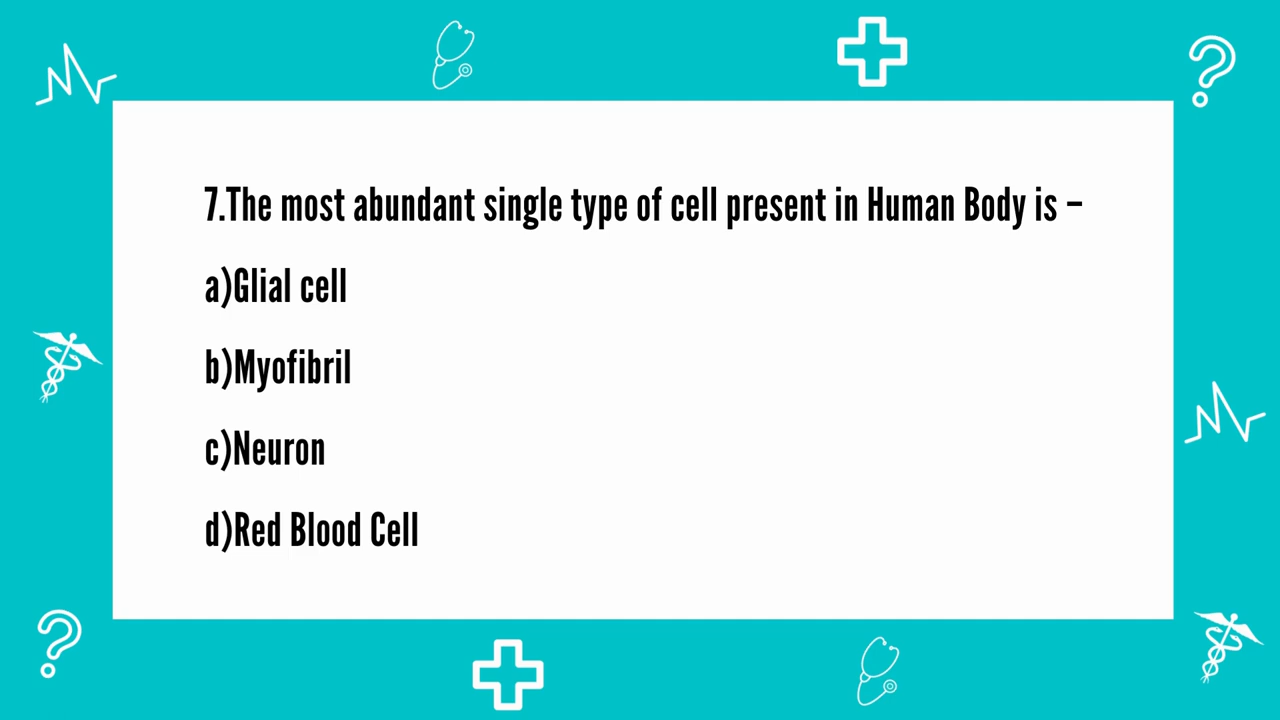 7.The most abundant single type of cell present in Human Body is –
a)Glial cell
b)Myofibril
c)Neuron
d)Red Blood Cell